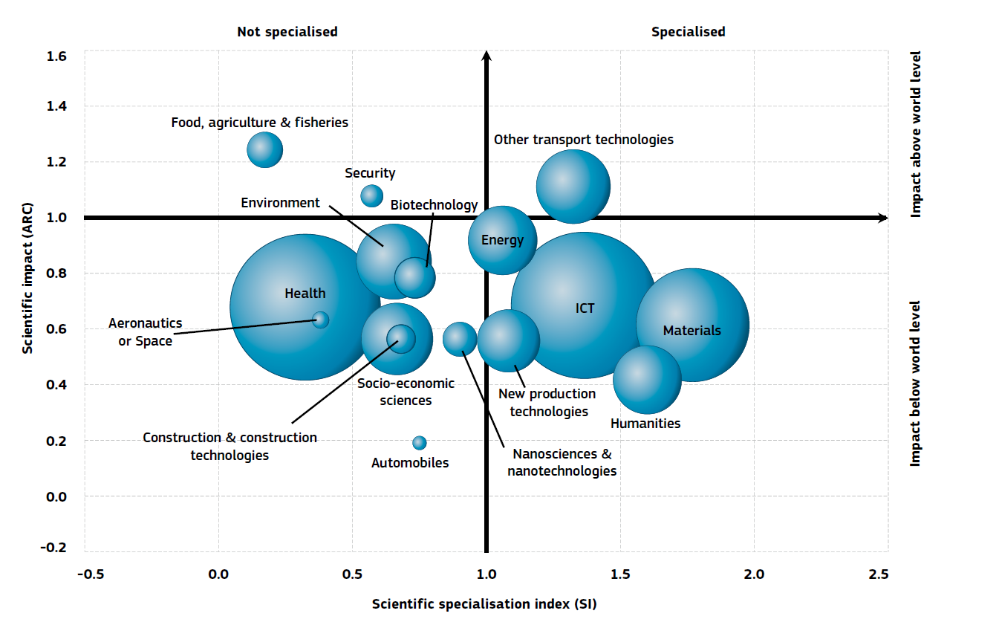 Not specialised
Specialised
1.6
1.4
1.2
1.0
0.8
0.6
0.4
0.2
0.0
-0.2
Scientific impact (ARC)
Impact above world level
Impact below world level
Food, agriculture & fisheries
Other transport technologies
Security
Environment
Biotechnology
Energy
Health
ICT
Aeronautics
or Space
Materials
Socio-economic
sciences
New production
technologies
Humanities
Construction & construction
technologies
Nanosciences &
nanotechnologies
Automobiles
-0.5
0.0
0.5
1.0
1.5
2.0
2.5
Scientific specialisation index (SI)